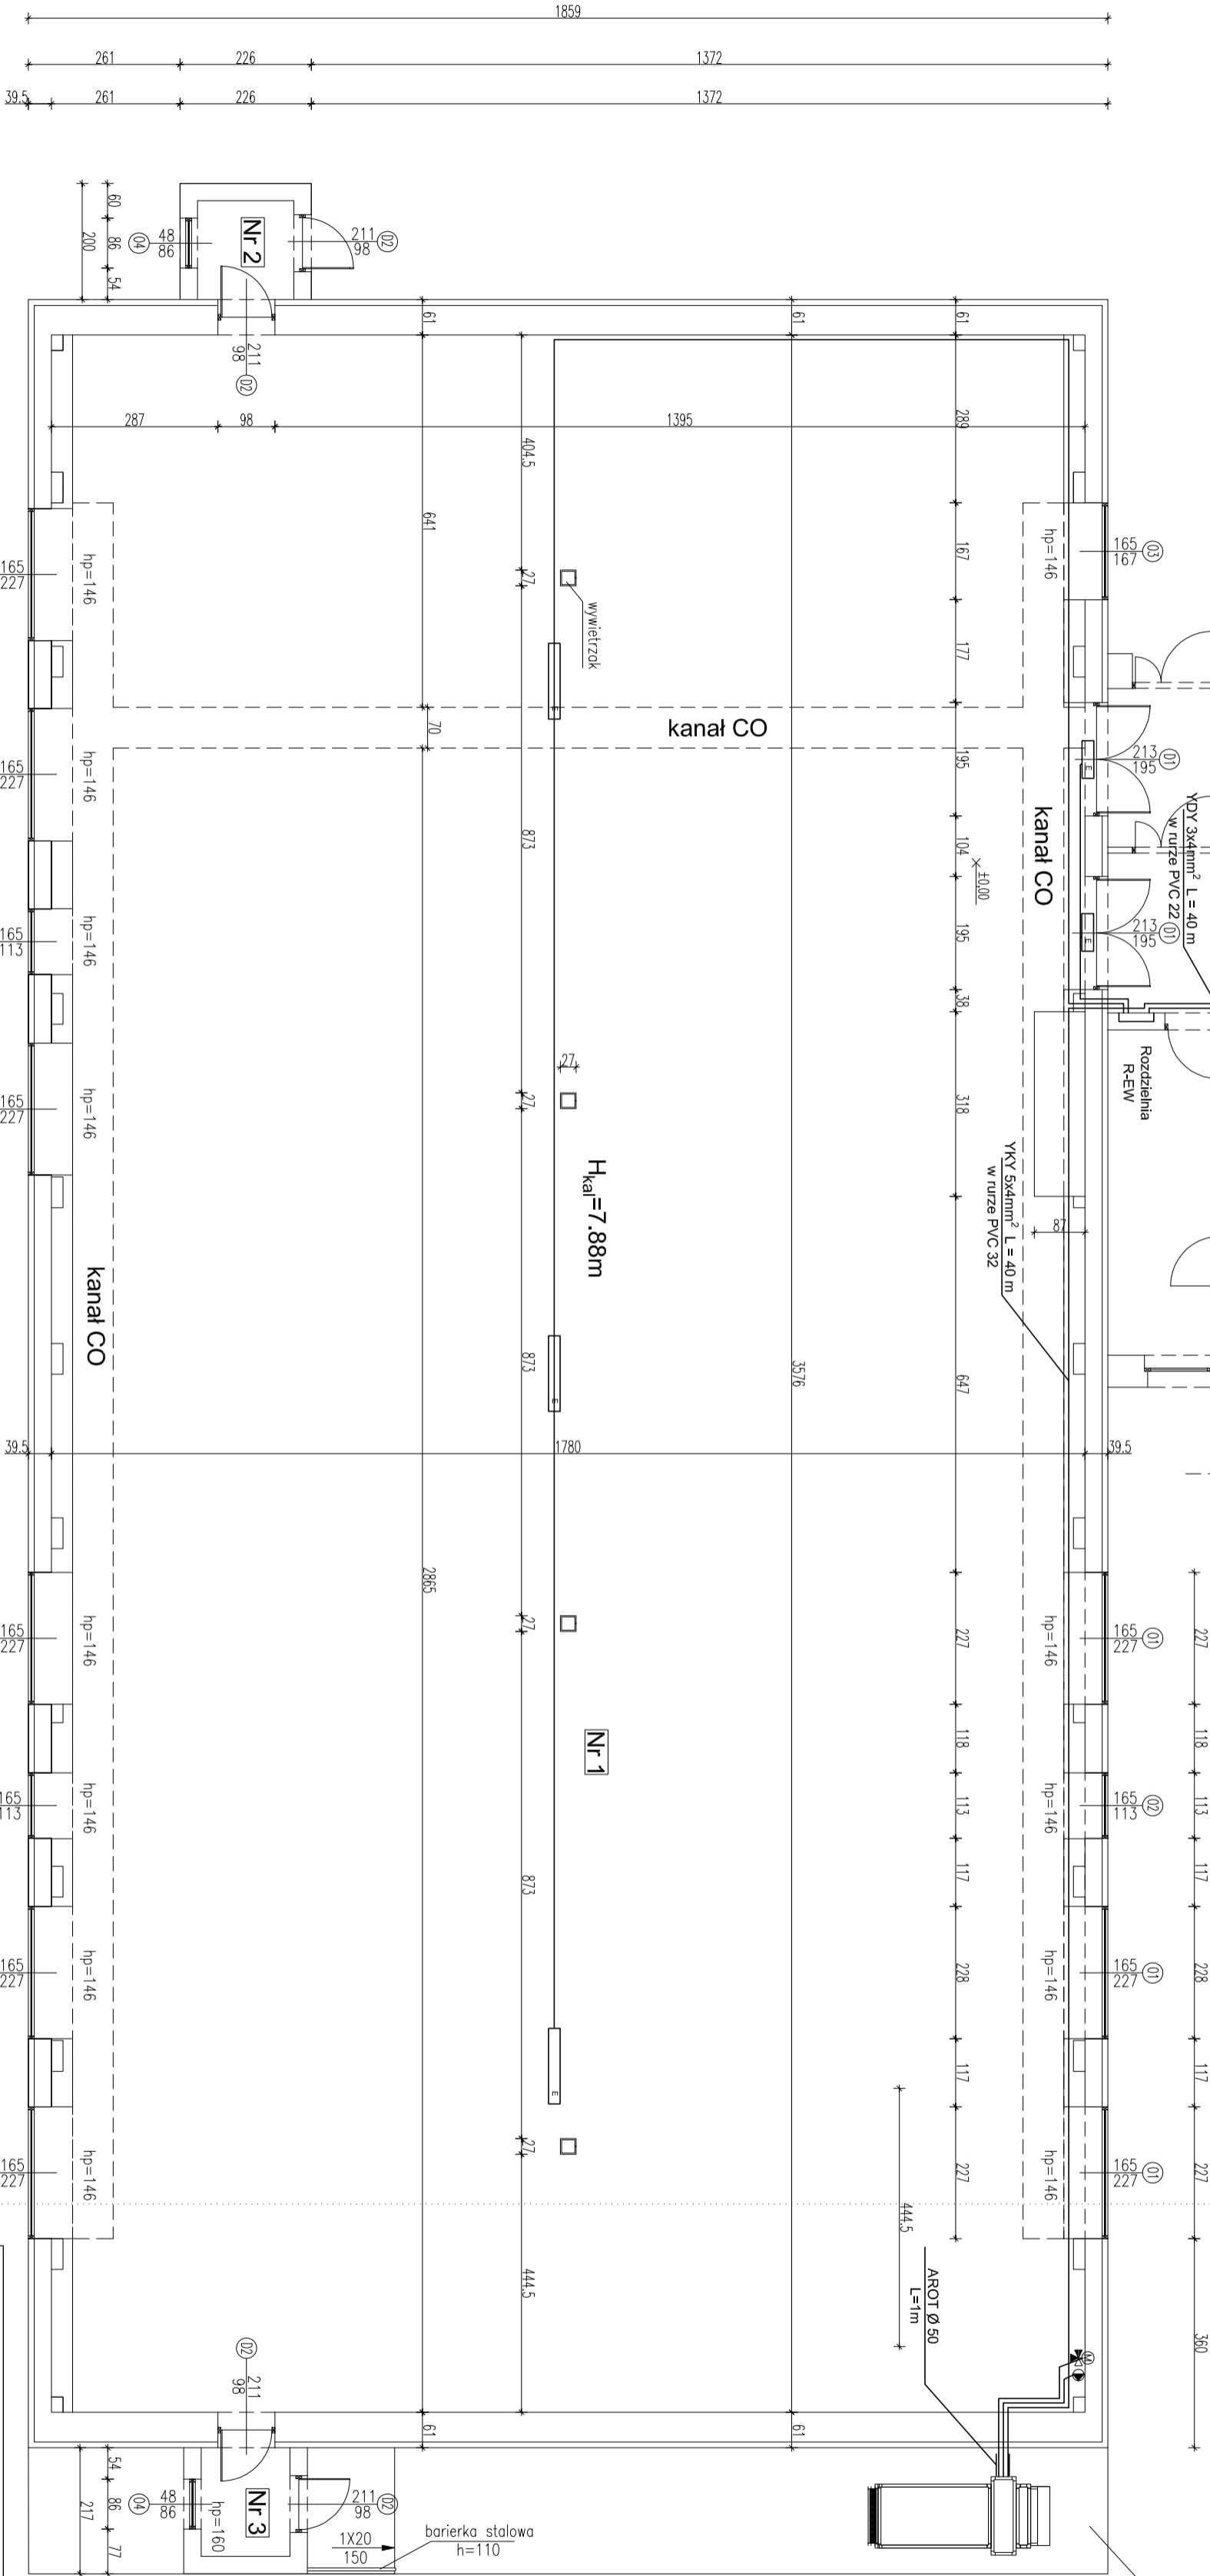 1859
261
226
1372
39.5
261
226
1372
60
86
54
200
48
86
04
Nr 2
211
98
D2
211
98
D2
61
61
61
287
98
1395
404.5
641
289
27
wywietrzak
hp=146
165
167
03
167
165
227
hp=146
177
70
kanał CO
195
213
195
D1
YDY 3x4mm² L = 40 m
w rurze PVC 22
165
227
hp=146
873
104
±0,00
kanał CO
195
213
195
D1
165
113
hp=146
38
Rozdzielnia
R-EW
27
27
318
165
227
hp=146
Hkal=7.88m
YKY 5x4mm² L = 40 m
w rurze PVC 32
87
kanał CO
873
3576
647
39.5
1780
39.5
2865
27
165
227
hp=146
227
hp=146
165
227
01
227
Nr 1
118
118
165
113
hp=146
113
hp=146
165
113
02
113
873
117
117
165
227
hp=146
228
hp=146
165
227
01
228
117
117
E
E
E
E
E
27
165
227
hp=146
227
hp=146
165
227
01
227
444.5
444.5
AROT Ø 50
L=1m
360
M
D2
211
98
61
61
54
86
77
217
04
48
86
hp=160
Nr 3
211
98
D2
1X20
150
barierka stalowa
h=110